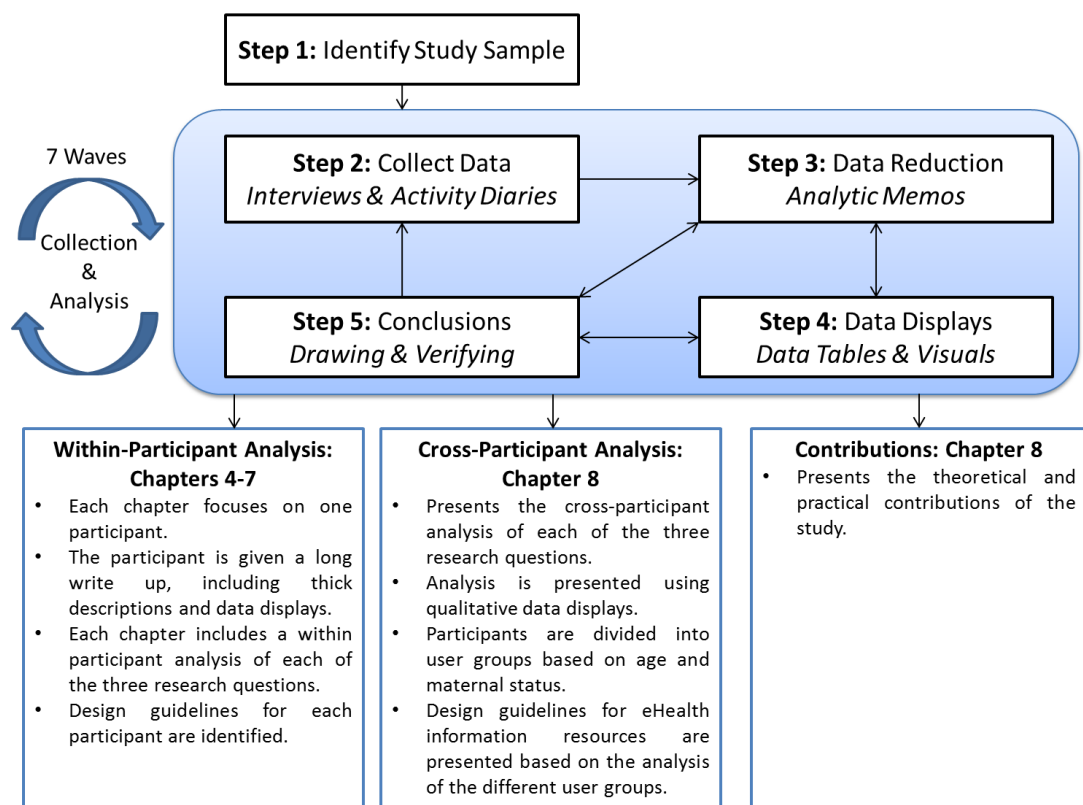 Step 1: Identify Study Sample
7 Waves
Collection
&
Analysis
Step 2: Collect Data
Interviews & Activity Diaries
Step 3: Data Reduction
Analytic Memos
Step 5: Conclusions
Drawing & Verifying
Step 4: Data Displays
Data Tables & Visuals
Within-Participant Analysis:
Chapters 4-7
• Each chapter focuses on one
participant.
• The participant is given a long
write up, including thick
descriptions and data displays.
• Each chapter includes a within
participant analysis of each of
the three research questions.
• Design guidelines for each
participant are identified.
Cross-Participant Analysis:
Chapter 8
• Presents the cross-participant
analysis of each of the three
research questions.
• Analysis is presented using
qualitative data displays.
• Participants are divided into
user groups based on age and
maternal status.
• Design guidelines for eHealth
information resources are
presented based on the analysis
of the different user groups.
Contributions: Chapter 8
• Presents the theoretical and
practical contributions of the
study.